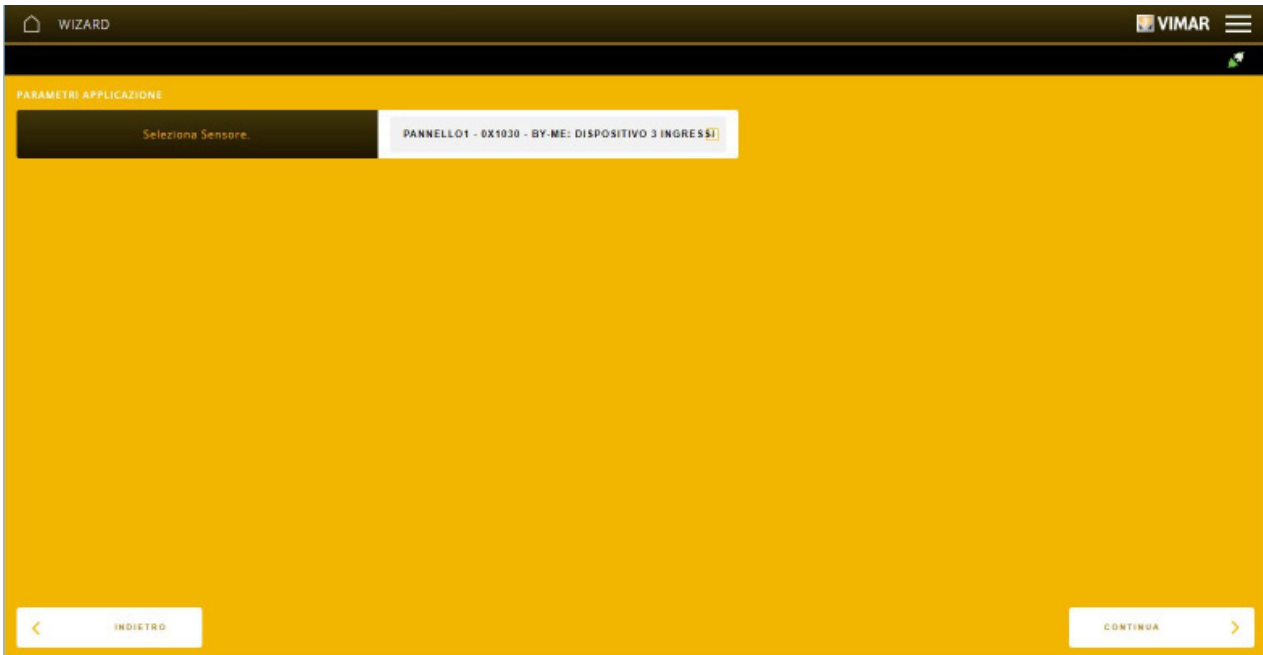 WIZARD
VIMAR
PARAMETRI APPLICAZIONE
Seleziona Sensore.
PANNELLO1 - 0X1030 - BY-ME: DISPOSITIVO 3 INGRESSI
INDIETRO
CONTINUA